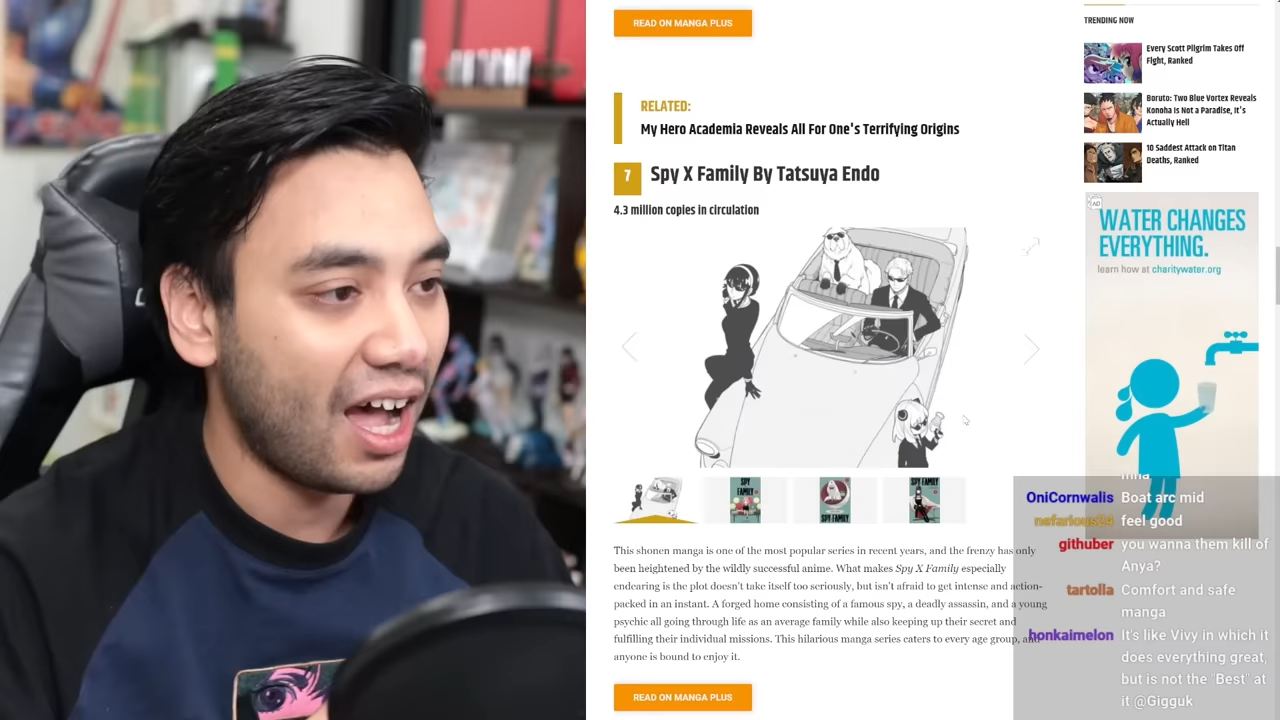 READ ON MANGA PLUS
RELATED:
My Hero Academia Reveals All For One's Terrifying Origins
7 Spy X Family By Tatsuya Endo
4.3 million copies in circulation
SPY FAMILY
SPY FAMILY
SPY FAMILY
This shonen manga is one of the most popular series in recent years, and the frenzy has only
been heightened by the wildly successful anime. What makes Spy X Family especially
endearing is the plot doesn't take itself too seriously, but isn't afraid to get intense and action-
packed in an instant. A forged home consisting of a famous spy, a deadly assassin, and a young
psychic all going through life as an average family while also keeping up their secret and
fulfilling their individual missions. This hilarious manga series caters to every age group, and
anyone is bound to enjoy it.
READ ON MANGA PLUS
TRENDING NOW
Every Scott Pilgrim Takes Off
Fight, Ranked
Boruto: Two Blue Vortex Reveals
Konoha Is Not a Paradise, It's
Actually Hell
10 Saddest Attack on Titan
Deaths, Ranked
AD
WATER CHANGES
EVERYTHING.
learn how at charitywater.org
OniCornwalis Boat arc mid
nefarious24 feel good
githuber you wanna them kill of
Anya?
tartolla Comfort and safe
manga
honkaimelon It's like Vivy in which it
does everything great,
but is not the "Best" at
it @Gigguk